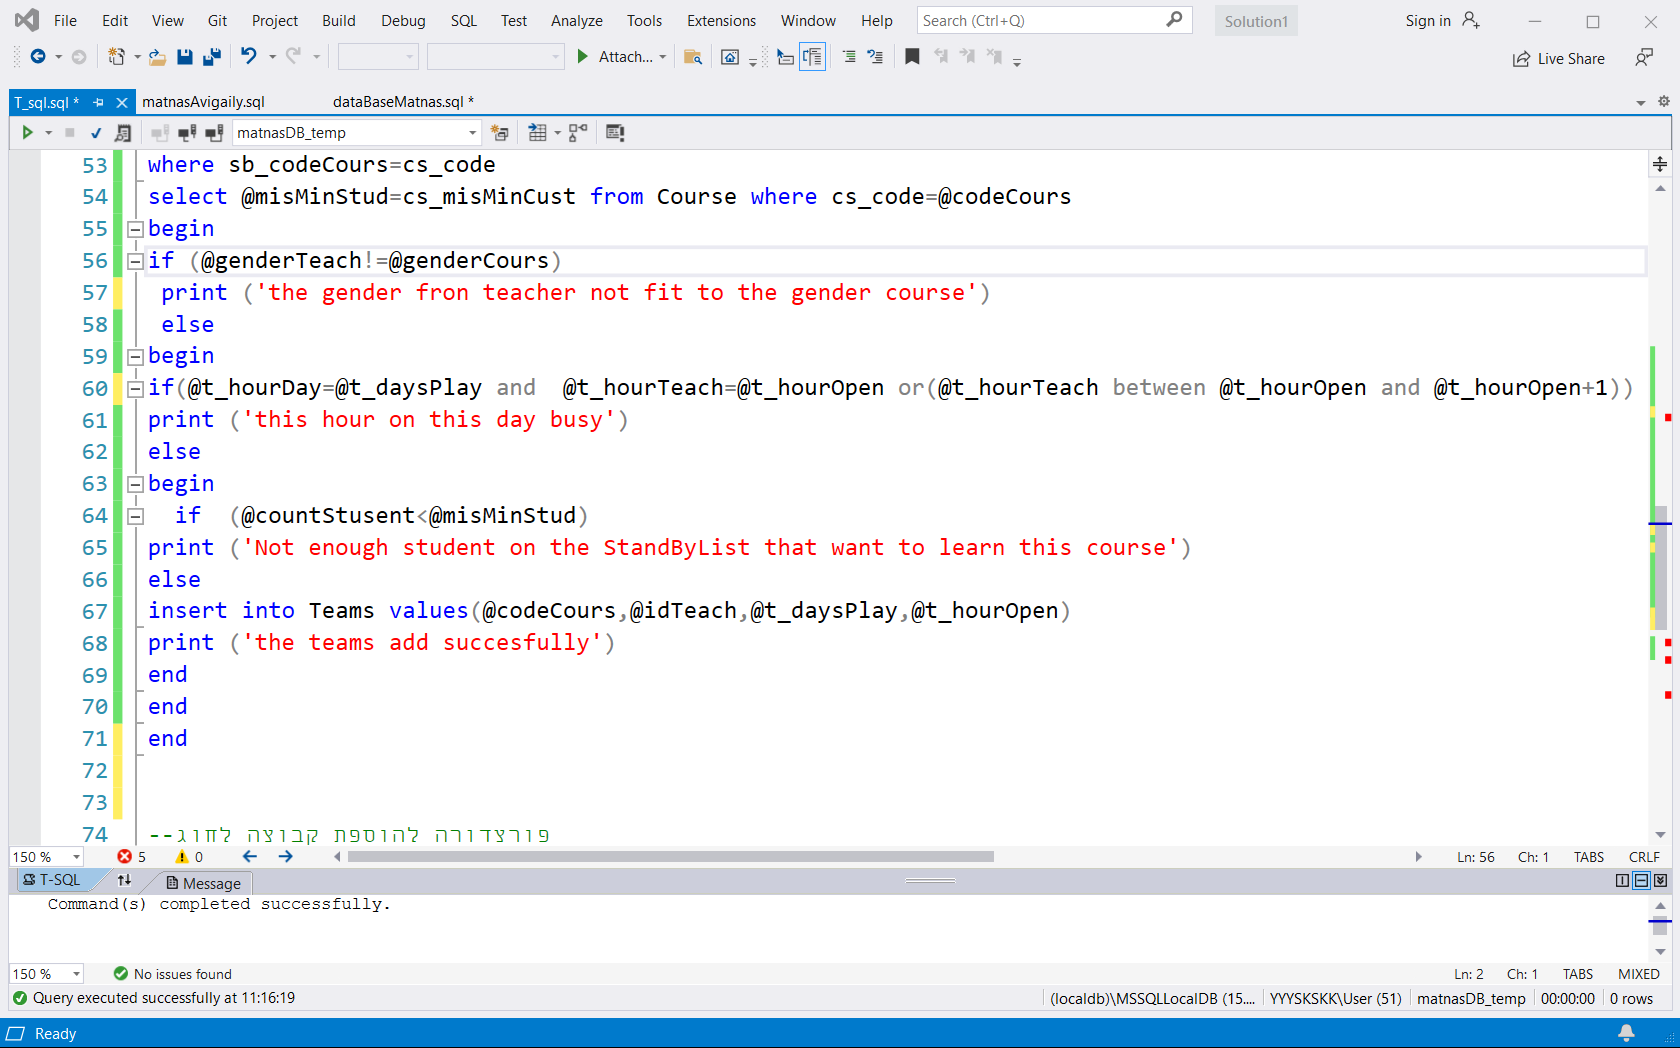 File Edit View Git Project Build Debug SQL Test Analyze Tools Extensions Window Help Search (Ctrl+Q) Solution1 Sign in
Attach... Live Share
T_sql.sql * matnasAvigaily.sql dataBaseMatnas.sql *
matnasDB_temp
53 where sb_codeCours=cs_code
54 select @misMinStud=cs_misMinCust from Course where cs_code=@codeCours
55 begin
56 if (@genderTeach!=@genderCours)
57 print ('the gender fron teacher not fit to the gender course')
58 else
59 begin
60 if(@t_hourDay=@t_daysPlay and  @t_hourTeach=@t_hourOpen or(@t_hourTeach between @t_hourOpen and @t_hourOpen+1))
61 print ('this hour on this day busy')
62 else
63 begin
64 if  (@countStusent<@misMinStud)
65 print ('Not enough student on the StandByList that want to learn this course')
66 else
67 insert into Teams values(@codeCours,@idTeach,@t_daysPlay,@t_hourOpen)
68 print ('the teams add succesfully')
69 end
70 end
71 end
72
73
74 --פורצדורה להוספת קבוצה לחוג
150 % 5 0 Ln: 56 Ch: 1 TABS CRLF
T-SQL Message
Command(s) completed successfully.
150 % No issues found Ln: 2 Ch: 1 TABS MIXED
Query executed successfully at 11:16:19 (localdb)\MSSQLLocalDB (15.... YYYSKSKK\User (51) matnasDB_temp 00:00:00 0 rows
Ready